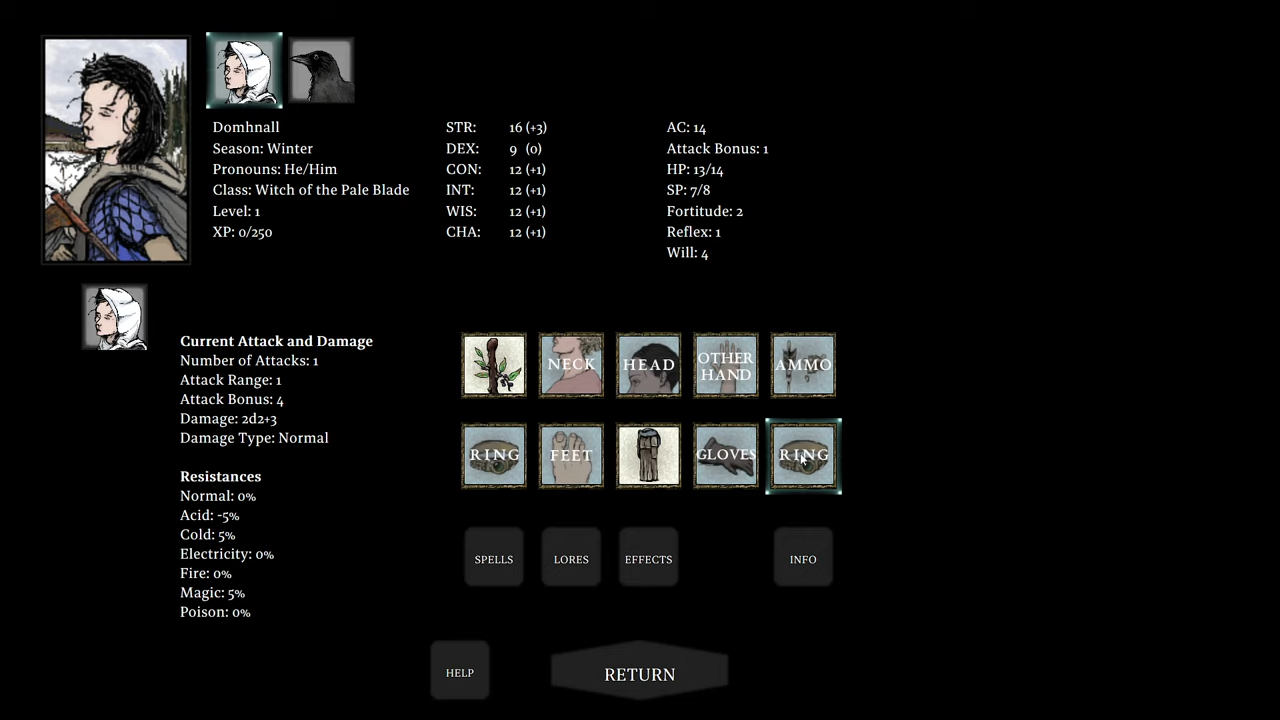 Domhnall
Season: Winter
Pronouns: He/Him
Class: Witch of the Pale Blade
Level: 1
XP: 0/250
STR: 16 (+3)
DEX: 9 (0)
CON: 12 (+1)
INT: 12 (+1)
WIS: 12 (+1)
CHA: 12 (+1)
AC: 14
Attack Bonus: 1
HP: 13/14
SP: 7/8
Fortitude: 2
Reflex: 1
Will: 4
Current Attack and Damage
Number of Attacks: 1
Attack Range: 1
Attack Bonus: 4
Damage: 2d2+3
Damage Type: Normal
Resistances
Normal: 0%
Acid: -5%
Cold: 5%
Electricity: 0%
Fire: 0%
Magic: 5%
Poison: 0%
NECK
HEAD
OTHER
HAND
AMMO
RING
FEET
GLOVES
RING
SPELLS
LORES
EFFECTS
INFO
HELP
RETURN